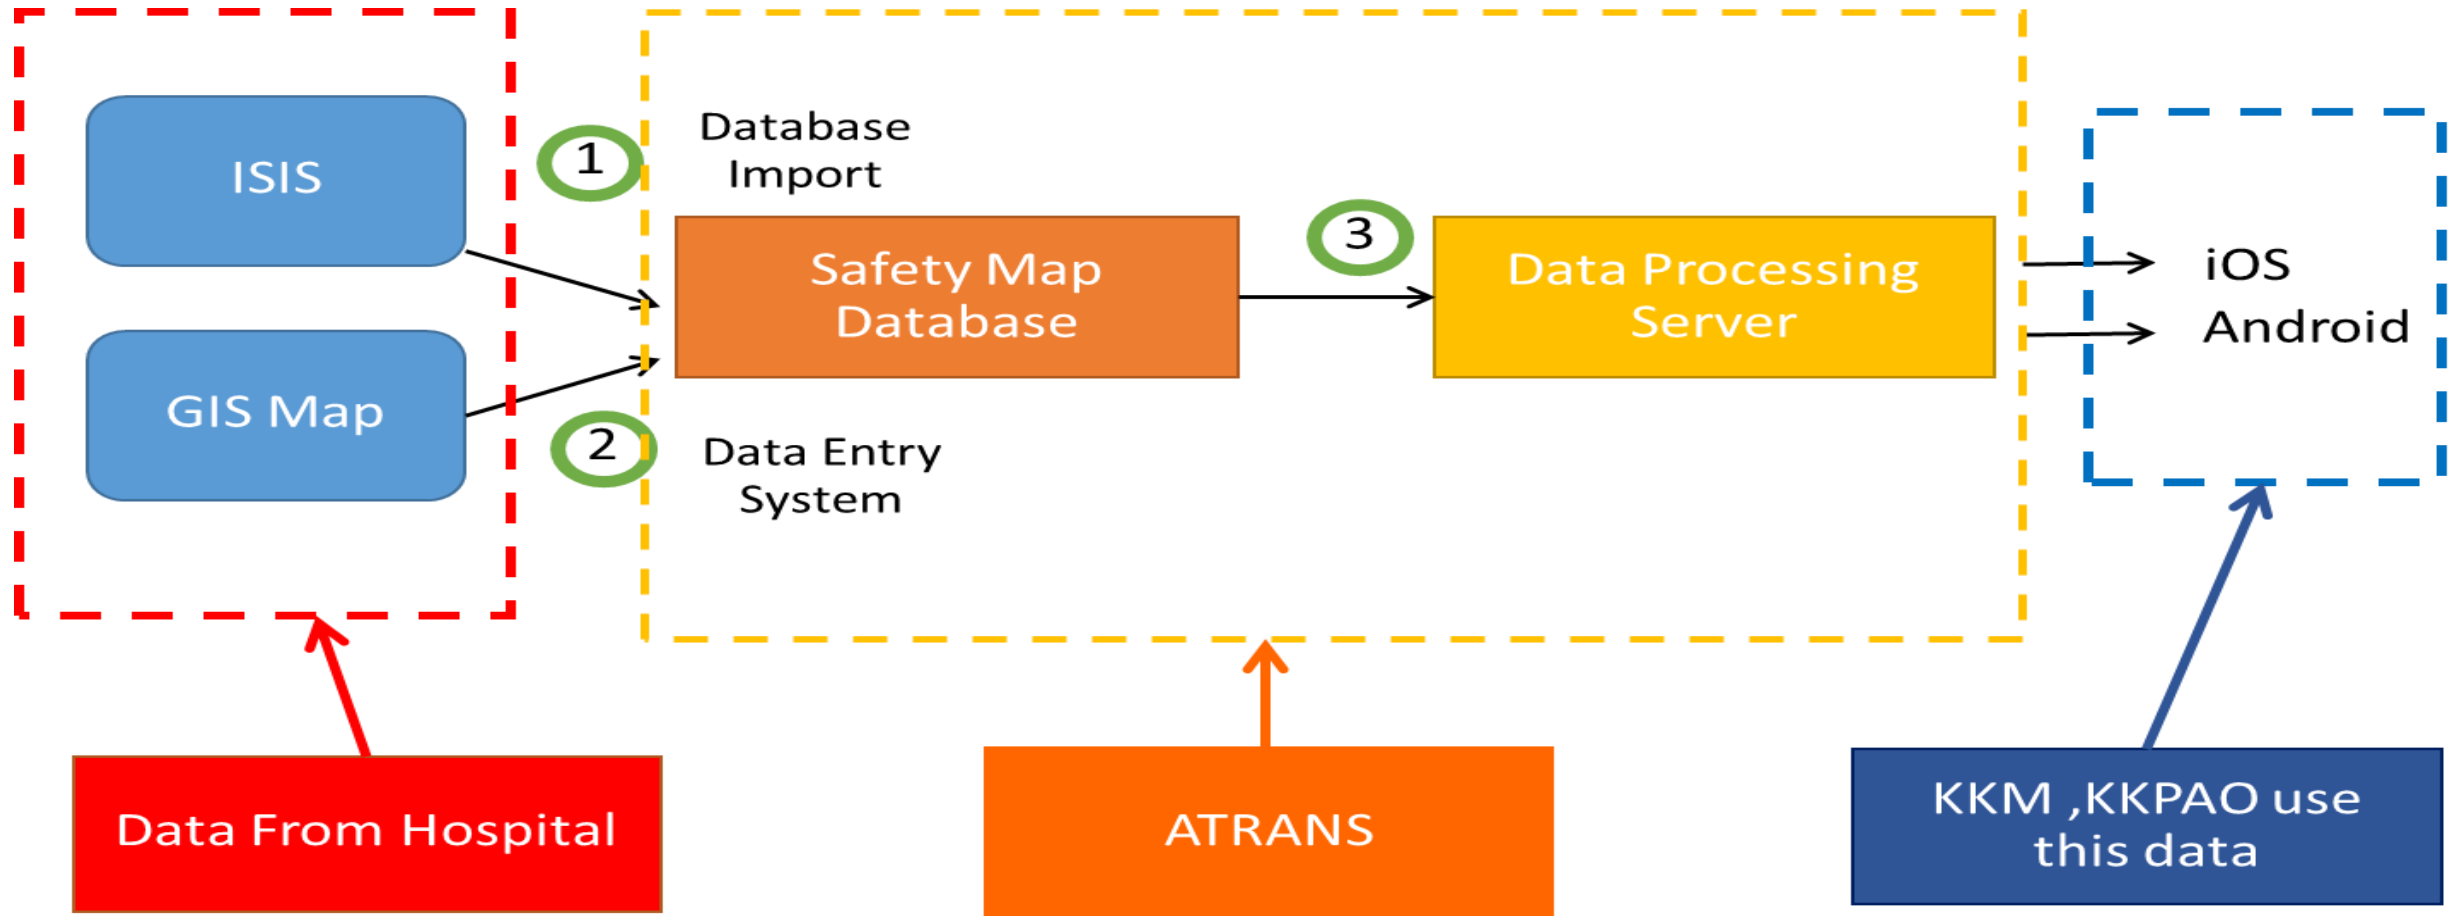 ISIS
GIS Map
1
Database
Import
Safety Map
Database
2
Data Entry
System
3
Data Processing
Server
iOS
Android
Data From Hospital
ATRANS
KKM ,KKPAO use
this data